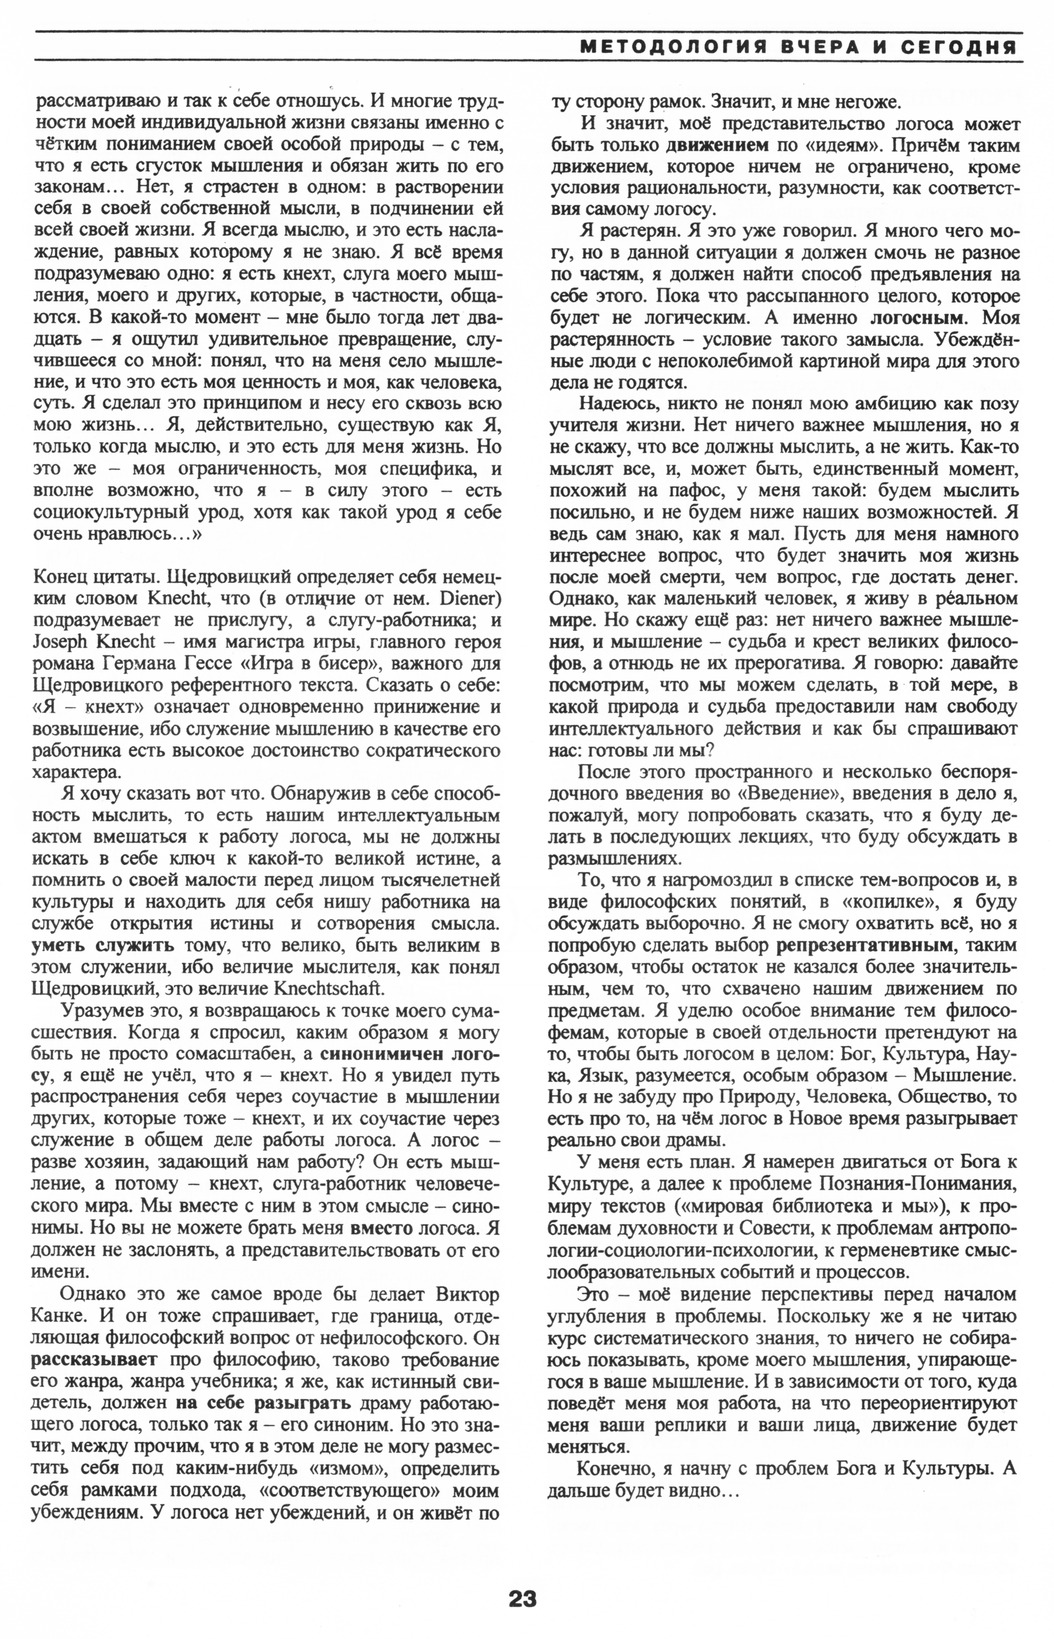 МЕТОДОЛОГИЯ ВЧЕРА И СЕГОДНЯ
рассматриваю и так к себе отношусь. И многие труд-
ности моей индивидуальной жизни связаны именно с
чётким пониманием своей особой природы – с тем,
что я есть сгусток мышления и обязан жить по его
законам… Нет, я страстен в одном: в растворении
себя в своей собственной мысли, в подчинении ей
всей своей жизни. Я всегда мыслю, и это есть насла-
ждение, равных которому я не знаю. Я всё время
подразумеваю одно: я есть кнехт, слуга моего мыш-
ления, моего и других, которые, в частности, обща-
ются. В какой-то момент – мне было тогда лет два-
дцать – я ощутил удивительное превращение, слу-
чившееся со мной: понял, что на меня село мышле-
ние, и что это есть моя ценность и моя, как человека,
суть. Я сделал это принципом и несу его сквозь всю
мою жизнь… Я, действительно, существую как Я,
только когда мыслю, и это есть для меня жизнь. Но
это же – моя ограниченность, моя специфика, и
вполне возможно, что я – в силу этого – есть
социокультурный урод, хотя как такой урод я себе
очень нравлюсь…»
Конец цитаты. Щедровицкий определяет себя немец-
ким словом Knecht, что (в отличие от нем. Diener)
подразумевает не прислугу, а слугу-работника; и
Joseph Knecht – имя магистра игры, главного героя
романа Германа Гессе «Игра в бисер», важного для
Щедровицкого референтного текста. Сказать о себе:
«Я – кнехт» означает одновременно принижение и
возвышение, ибо служение мышлению в качестве его
работника есть высокое достоинство сократического
характера.
Я хочу сказать вот что. Обнаружив в себе способ-
ность мыслить, то есть нашим интеллектуальным
актом вмешаться к работу логоса, мы не должны
искать в себе ключ к какой-то великой истине, а
помнить о своей малости перед лицом тысячелетней
культуры и находить для себя нишу работника на
службе открытия истины и сотворения смысла.
уметь служить тому, что велико, быть великим в
этом служении, ибо величие мыслителя, как понял
Щедровицкий, это величие Knechtschaft.
Уразумев это, я возвращаюсь к точке моего сума-
сшествия. Когда я спросил, каким образом я могу
быть не просто сомасштабен, а синонимичен лого-
су, я ещё не учёл, что я – кнехт. Но я увидел путь
распространения себя через соучастие в мышлении
других, которые тоже – кнехт, и их соучастие через
служение в общем деле работы логоса. А логос –
разве хозяин, задающий нам работу? Он есть мыш-
ление, а потому – кнехт, слуга-работник человече-
ского мира. Мы вместе с ним в этом смысле – сино-
нимы. Но вы не можете брать меня вместо логоса. Я
должен не заслонять, а представительствовать от его
имени.
Однако это же самое вроде бы делает Виктор
Канке. И он тоже спрашивает, где граница, отде-
ляющая философский вопрос от нефилософского. Он
рассказывает про философию, таково требование
его жанра, жанра учебника; я же, как истинный сви-
детель, должен на себе разыграть драму работаю-
щего логоса, только так я – его синоним. Но это зна-
чит, между прочим, что я в этом деле не могу размес-
тить себя под каким-нибудь «измом», определить
себя рамками подхода, «соответствующего» моим
убеждениям. У логоса нет убеждений, и он живёт по
ту сторону рамок. Значит, и мне негоже.
И значит, моё представительство логоса может
быть только движением по «идеям». Причём таким
движением, которое ничем не ограничено, кроме
условия рациональности, разумности, как соответст-
вия самому логосу.
Я растерян. Я это уже говорил. Я много чего мо-
гу, но в данной ситуации я должен смочь не разное
по частям, я должен найти способ предъявления на
себе этого. Пока что рассыпанного целого, которое
будет не логическим. А именно логосным. Моя
растерянность – условие такого замысла. Убеждён-
ные люди с непоколебимой картиной мира для этого
дела не годятся.
Надеюсь, никто не понял мою амбицию как позу
учителя жизни. Нет ничего важнее мышления, но я
не скажу, что все должны мыслить, а не жить. Как-то
мыслят все, и, может быть, единственный момент,
похожий на пафос, у меня такой: будем мыслить
посильно, и не будем ниже наших возможностей. Я
ведь сам знаю, как я мал. Пусть для меня намного
интереснее вопрос, что будет значить моя жизнь
после моей смерти, чем вопрос, где достать денег.
Однако, как маленький человек, я живу в реальном
мире. Но скажу ещё раз: нет ничего важнее мышле-
ния, и мышление – судьба и крест великих филосо-
фов, а отнюдь не их прерогатива. Я говорю: давайте
посмотрим, что мы можем сделать, в той мере, в
какой природа и судьба предоставили нам свободу
интеллектуального действия и как бы спрашивают
нас: готовы ли мы?
После этого пространного и несколько беспоря-
дочного введения во «Введение», введения в дело я,
пожалуй, могу попробовать сказать, что я буду де-
лать в последующих лекциях, что буду обсуждать в
размышлениях.
То, что я нагромоздил в списке тем-вопросов и, в
виде философских понятий, в «копилке», я буду
обсуждать выборочно. Я не смогу охватить всё, но я
попробую сделать выбор репрезентативным, таким
образом, чтобы остаток не казался более значитель-
ным, чем то, что схвачено нашим движением по
предметам. Я уделю особое внимание тем филосо-
фемам, которые в своей отдельности претендуют на
то, чтобы быть логосом в целом: Бог, Культура, Нау-
ка, Язык, разумеется, особым образом – Мышление.
Но я не забуду про Природу, Человека, Общество, то
есть про то, на чём логос в Новое время разыгрывает
реально свои драмы.
У меня есть план. Я намерен двигаться от Бога к
Культуре, а далее к проблеме Познания-Понимания,
миру текстов («мировая библиотека и мы»), к про-
блемам духовности и Совести, к проблемам антропо-
логии-социологии-психологии, к герменевтике смыс-
лообразовательных событий и процессов.
Это – моё видение перспективы перед началом
углубления в проблемы. Поскольку же я не читаю
курс систематического знания, то ничего не собира-
юсь показывать, кроме моего мышления, упирающе-
гося в ваше мышление. И в зависимости от того, куда
поведёт меня моя работа, на что переориентируют
меня ваши реплики и ваши лица, движение будет
меняться.
Конечно, я начну с проблем Бога и Культуры. А
дальше будет видно…
23